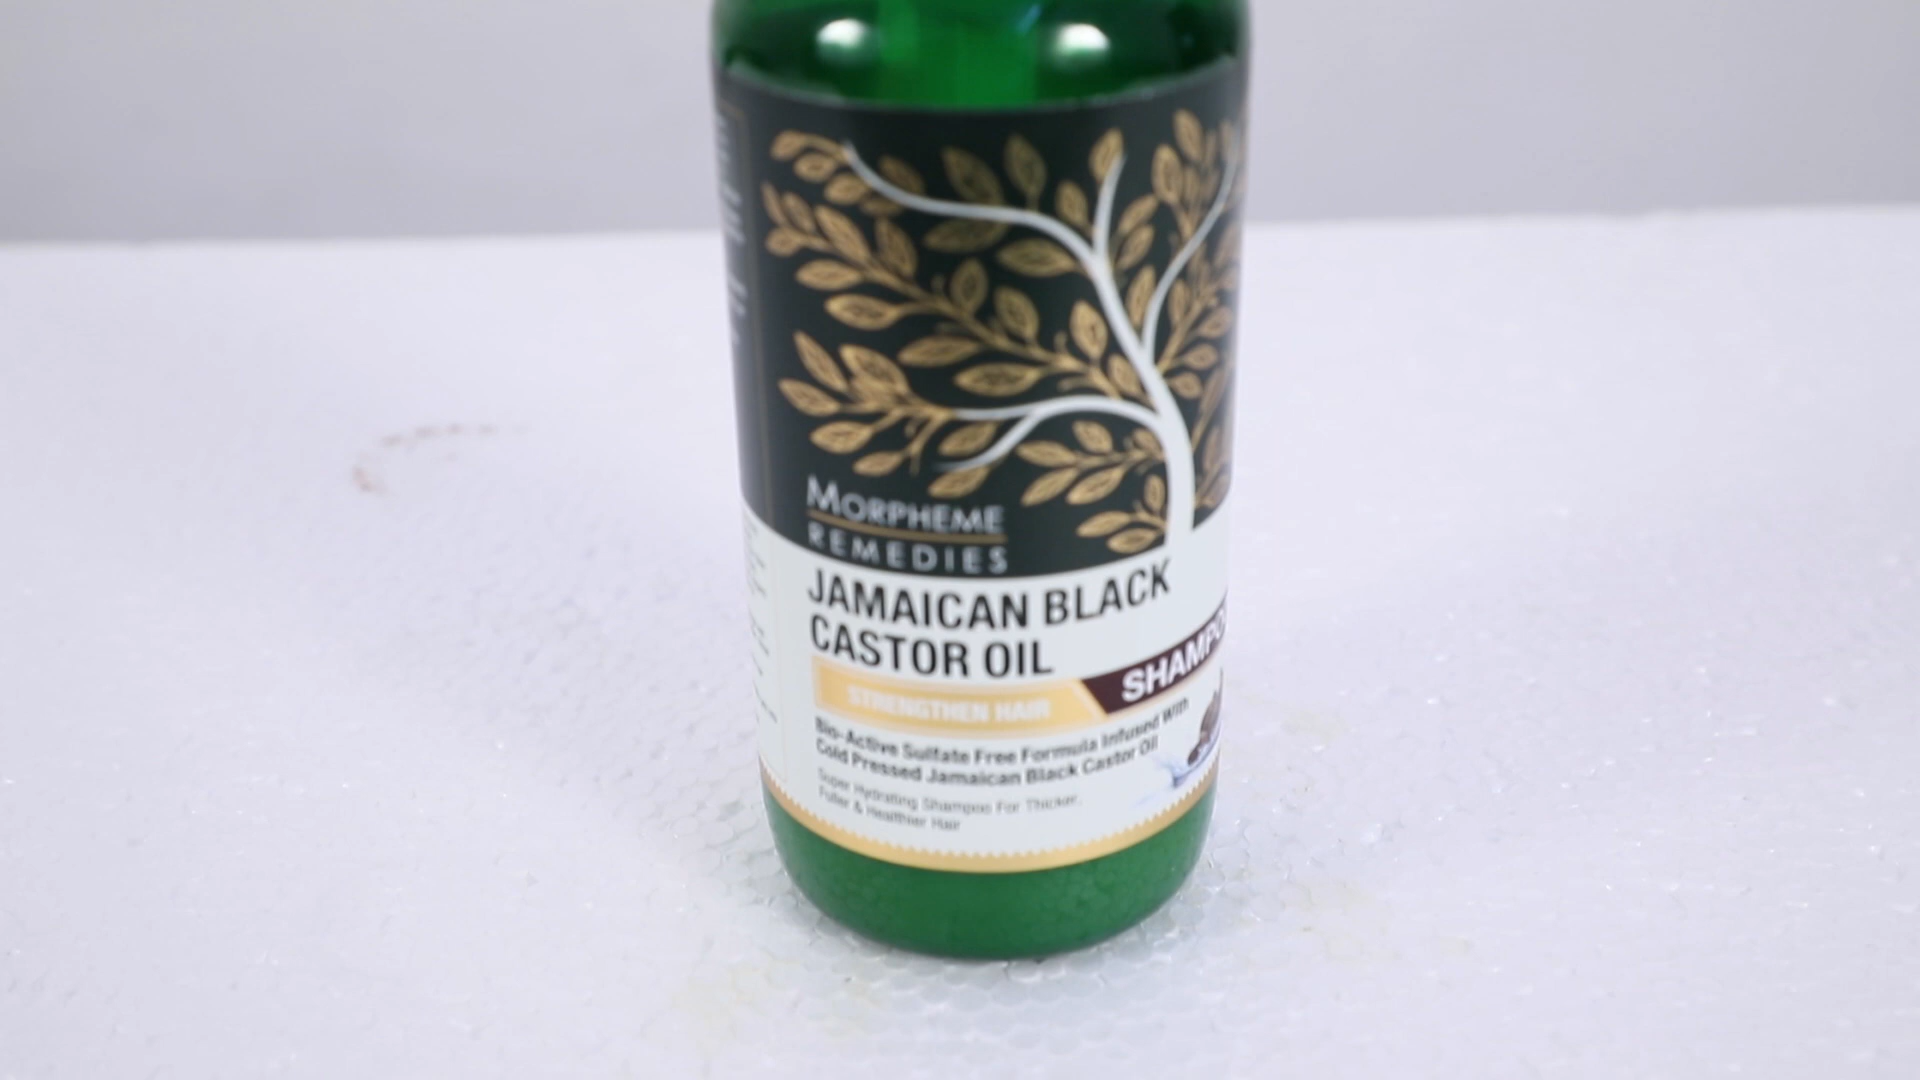 MORPHEME
REMEDIES
JAMAICAN BLACK
CASTOR OIL
SHAMPO
STRENGTHEN HAIR
Bio-Active Sulfate Free Formula Infused With
Cold Pressed Jamaican Black Castor Oil
Super Hydrating Shampoo For Thicker,
Fuller & Healthier Hair